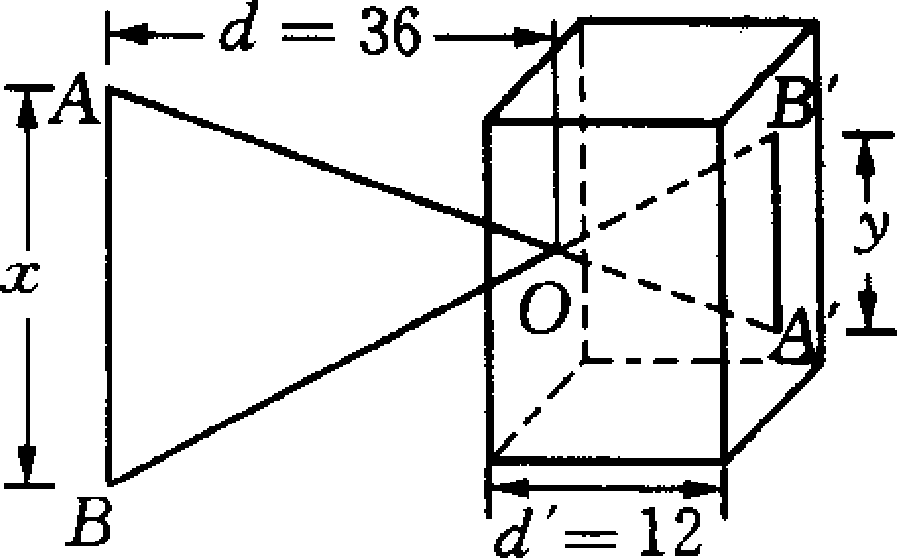 d = 36
A
B′
x
y
O
A′
B
d′ = 12